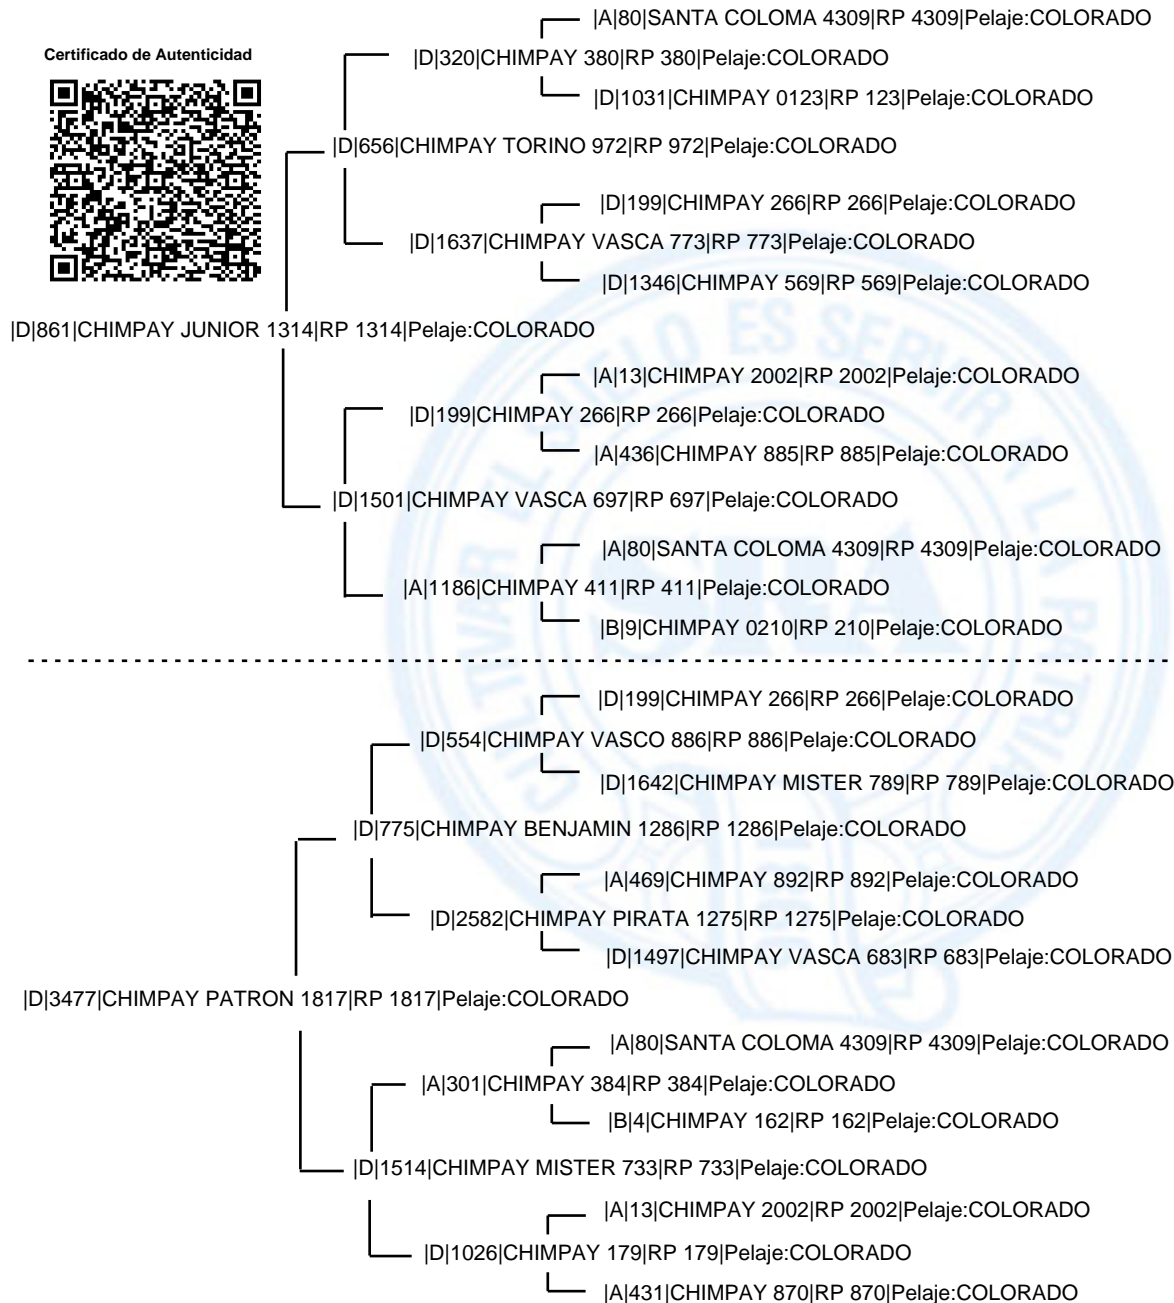 |A|80|SANTA COLOMA 4309|RP 4309|Pelaje:COLORADO
Certificado de Autenticidad
|D|320|CHIMPAY 380|RP 380|Pelaje:COLORADO
|D|1031|CHIMPAY 0123|RP 123|Pelaje:COLORADO
|D|656|CHIMPAY TORINO 972|RP 972|Pelaje:COLORADO
|D|199|CHIMPAY 266|RP 266|Pelaje:COLORADO
|D|1637|CHIMPAY VASCA 773|RP 773|Pelaje:COLORADO
|D|1346|CHIMPAY 569|RP 569|Pelaje:COLORADO
|D|861|CHIMPAY JUNIOR 1314|RP 1314|Pelaje:COLORADO
|A|13|CHIMPAY 2002|RP 2002|Pelaje:COLORADO
|D|199|CHIMPAY 266|RP 266|Pelaje:COLORADO
|A|436|CHIMPAY 885|RP 885|Pelaje:COLORADO
|D|1501|CHIMPAY VASCA 697|RP 697|Pelaje:COLORADO
|A|80|SANTA COLOMA 4309|RP 4309|Pelaje:COLORADO
|A|1186|CHIMPAY 411|RP 411|Pelaje:COLORADO
|B|9|CHIMPAY 0210|RP 210|Pelaje:COLORADO
|D|199|CHIMPAY 266|RP 266|Pelaje:COLORADO
|D|554|CHIMPAY VASCO 886|RP 886|Pelaje:COLORADO
|D|1642|CHIMPAY MISTER 789|RP 789|Pelaje:COLORADO
|D|775|CHIMPAY BENJAMIN 1286|RP 1286|Pelaje:COLORADO
|A|469|CHIMPAY 892|RP 892|Pelaje:COLORADO
|D|2582|CHIMPAY PIRATA 1275|RP 1275|Pelaje:COLORADO
|D|1497|CHIMPAY VASCA 683|RP 683|Pelaje:COLORADO
|D|3477|CHIMPAY PATRON 1817|RP 1817|Pelaje:COLORADO
|A|80|SANTA COLOMA 4309|RP 4309|Pelaje:COLORADO
|A|301|CHIMPAY 384|RP 384|Pelaje:COLORADO
|B|4|CHIMPAY 162|RP 162|Pelaje:COLORADO
|D|1514|CHIMPAY MISTER 733|RP 733|Pelaje:COLORADO
|A|13|CHIMPAY 2002|RP 2002|Pelaje:COLORADO
|D|1026|CHIMPAY 179|RP 179|Pelaje:COLORADO
|A|431|CHIMPAY 870|RP 870|Pelaje:COLORADO
CULTIVAR EL SUELO ES SERVIR A LA PATRIA
SRA